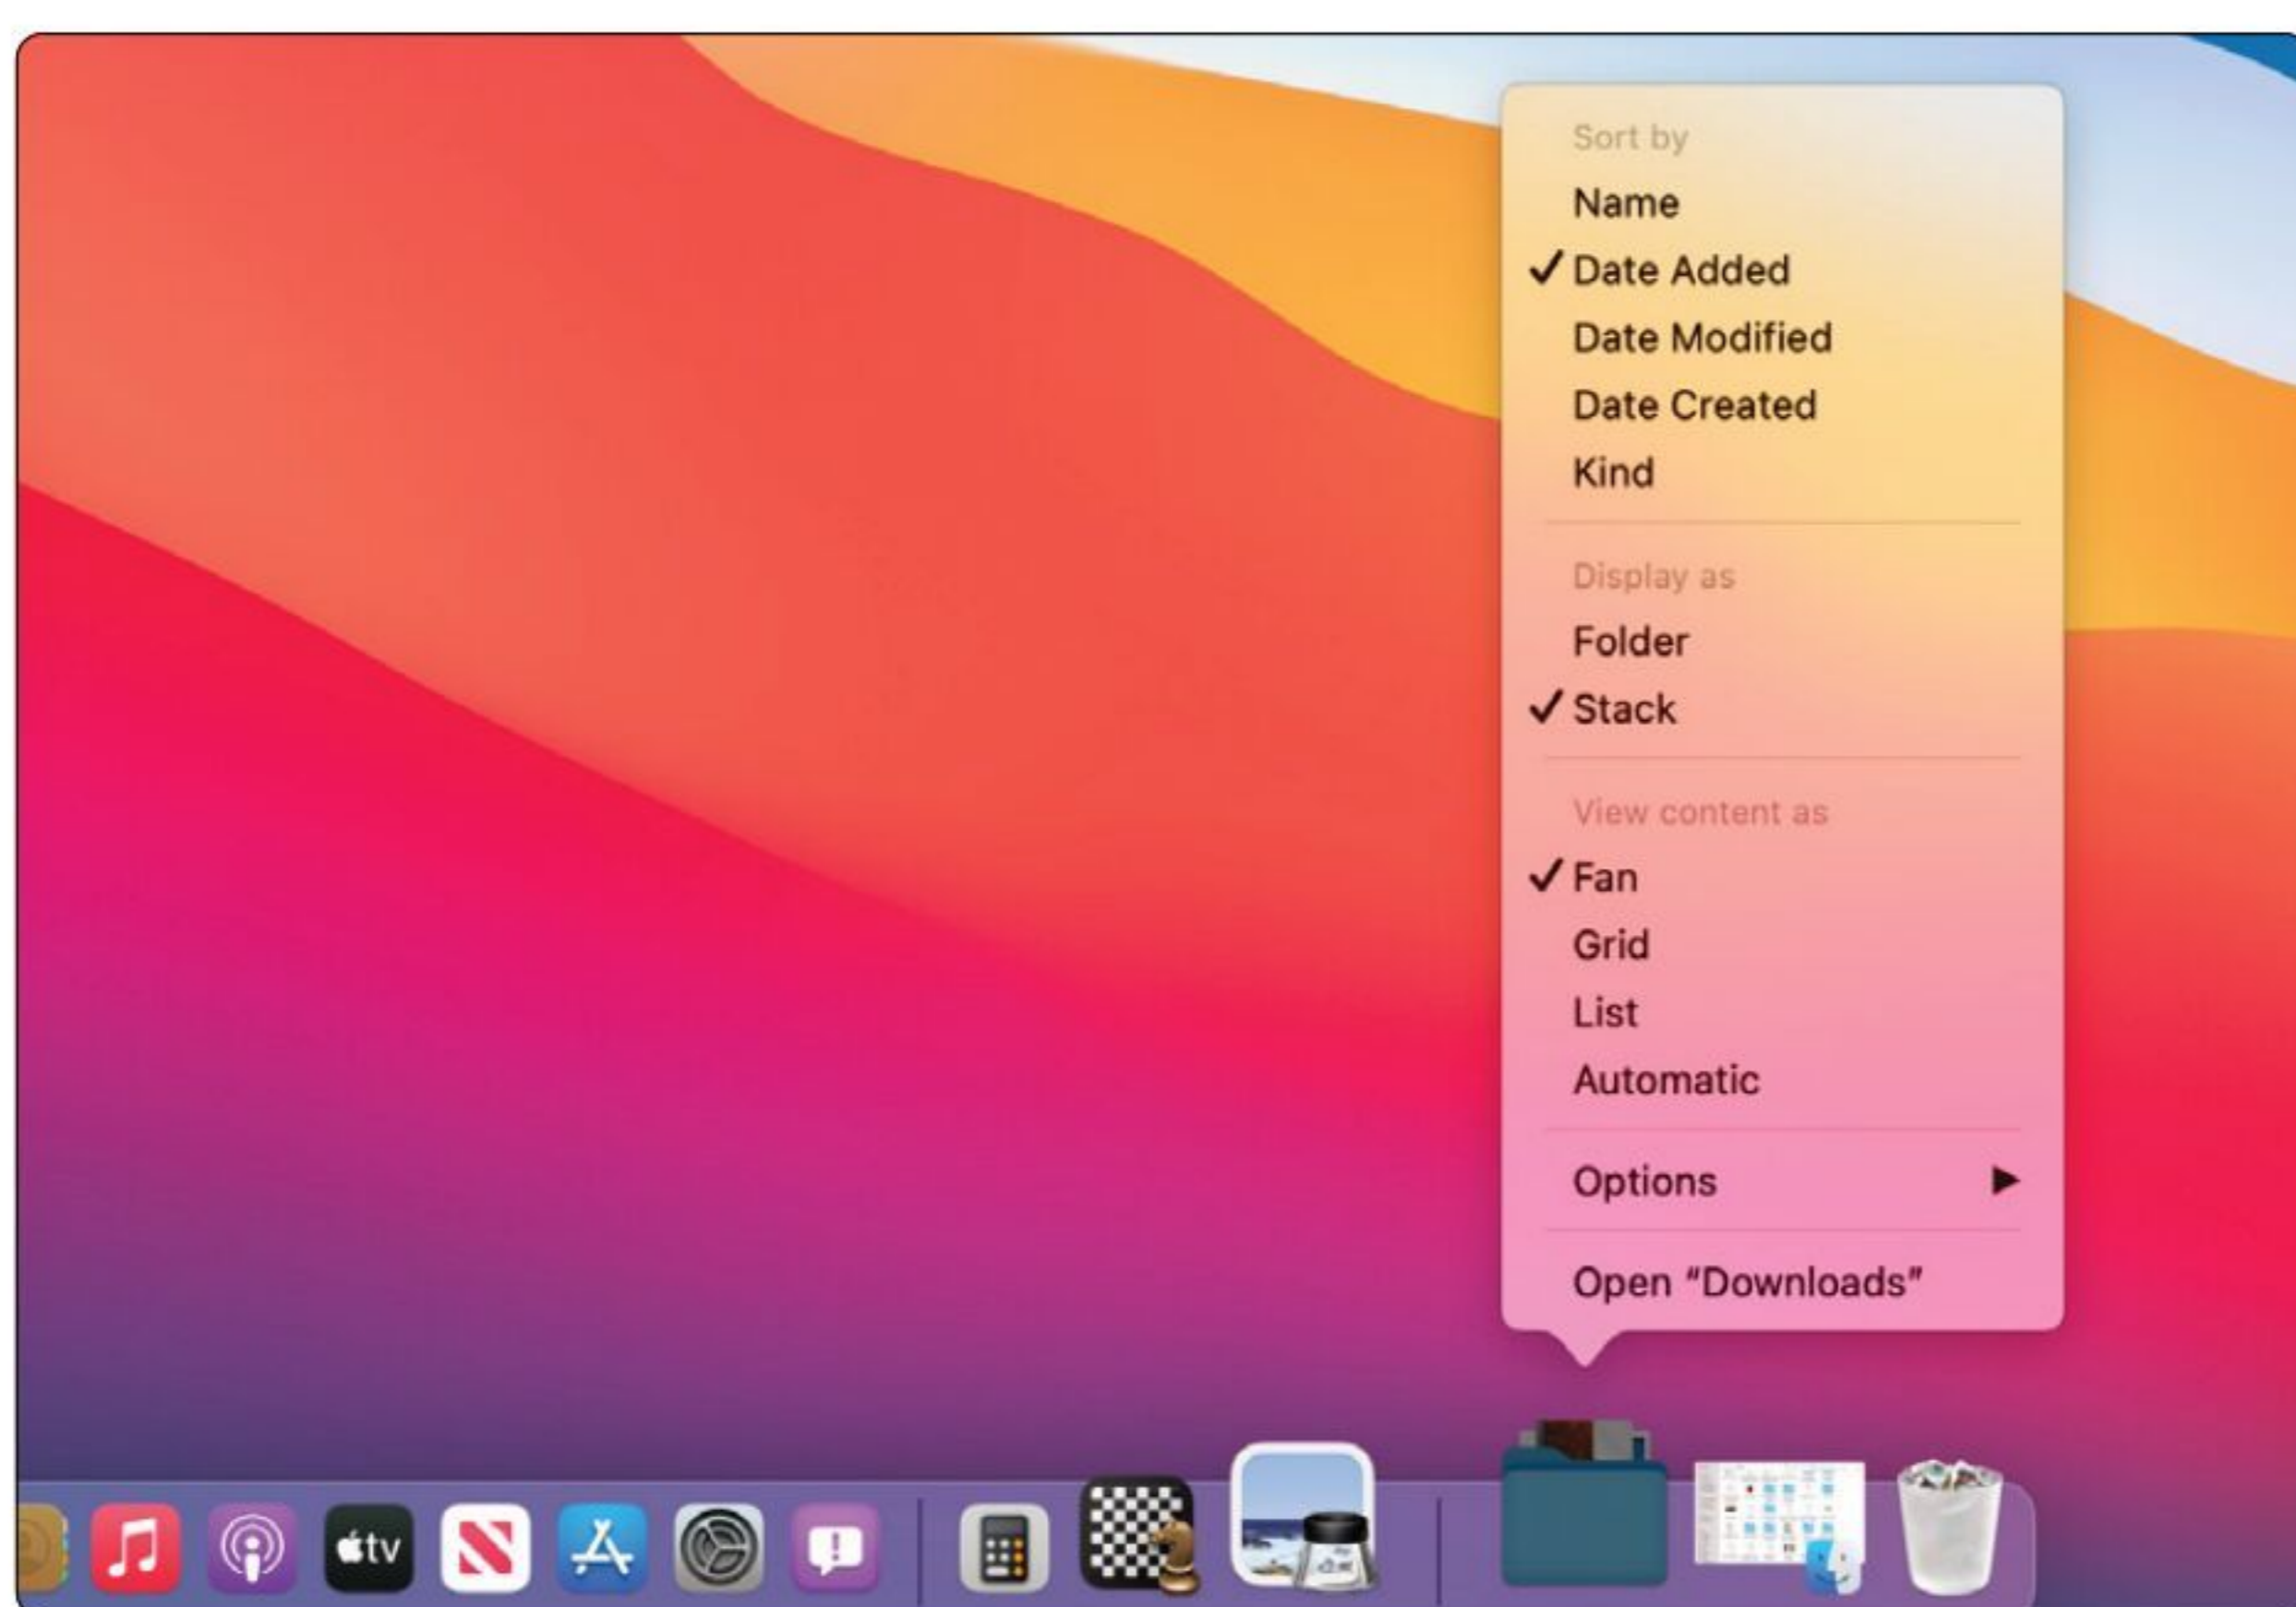 Sort by
Name
✓ Date Added
Date Modified
Date Created
Kind
Display as
Folder
✓ Stack
View content as
✓ Fan
Grid
List
Automatic
Options ▶
Open “Downloads”
tv